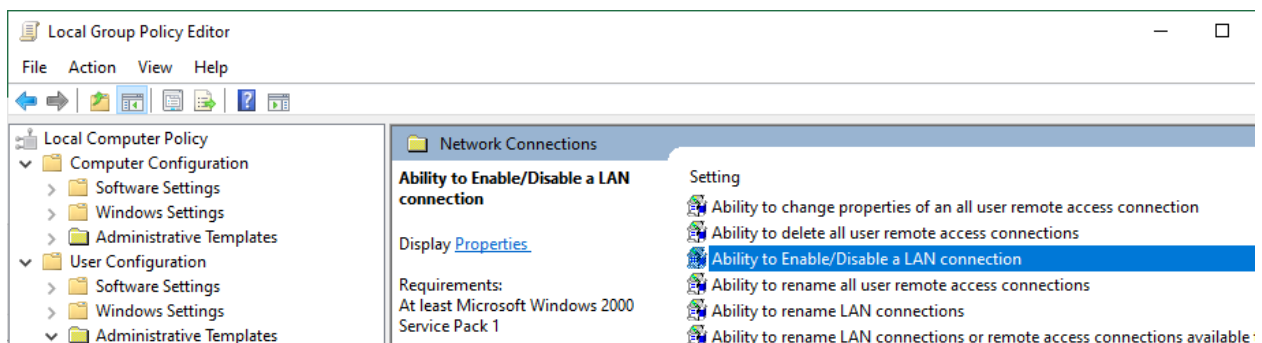 Local Group Policy Editor
File Action View Help
Local Computer Policy
Computer Configuration
Software Settings
Windows Settings
Administrative Templates
User Configuration
Software Settings
Windows Settings
Administrative Templates
Network Connections
Ability to Enable/Disable a LAN
connection
Display Properties
Requirements:
At least Microsoft Windows 2000
Service Pack 1
Setting
Ability to change properties of an all user remote access connection
Ability to delete all user remote access connections
Ability to Enable/Disable a LAN connection
Ability to rename all user remote access connections
Ability to rename LAN connections
Ability to rename LAN connections or remote access connections available